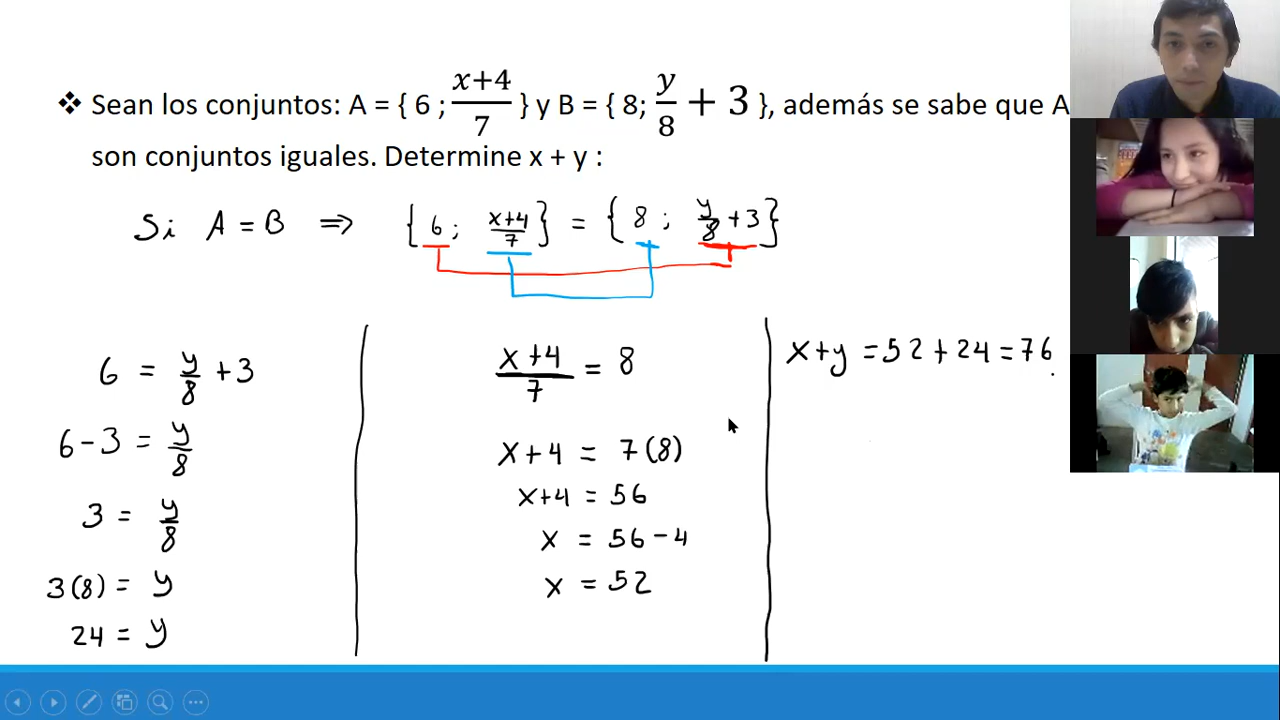 ❖ Sean los conjuntos: A = { 6 ; (x+4)/7 } y B = { 8; y/8 + 3 }, además se sabe que A
son conjuntos iguales. Determine x + y :
Si A = B ⇒ { 6 ; (x+4)/7 } = { 8 ; y/8 + 3 }
6 = y/8 + 3
6 - 3 = y/8
3 = y/8
3(8) = y
24 = y
(x+4)/7 = 8
x+4 = 7(8)
x+4 = 56
x = 56 - 4
x = 52
x+y = 52 + 24 = 76